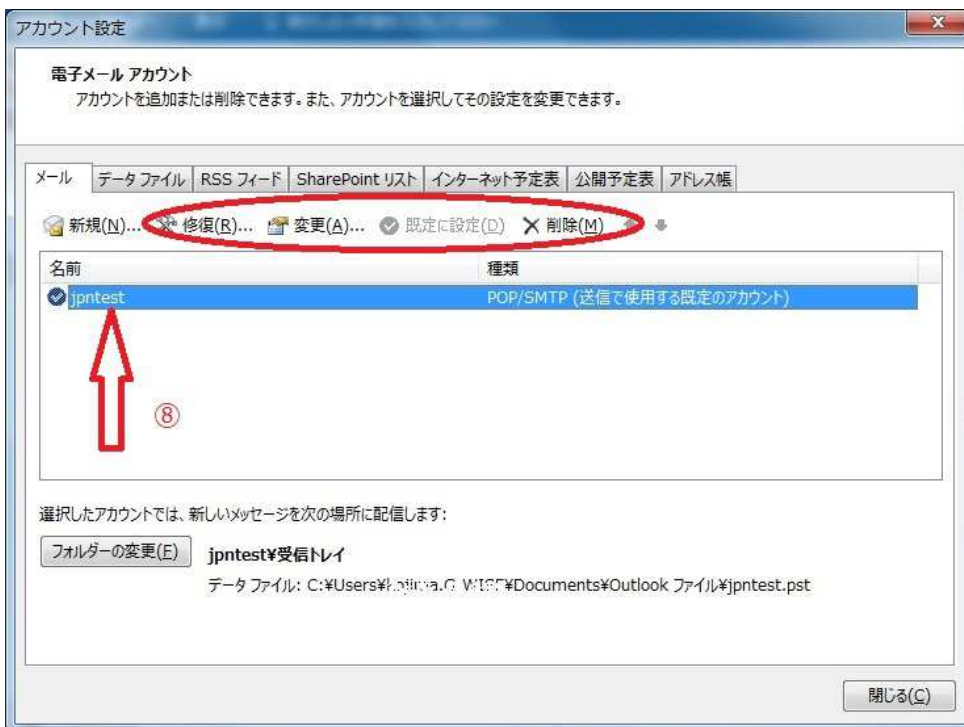 アカウント設定
電子メール アカウント
アカウントを追加または削除できます。また、アカウントを選択してその設定を変更できます。
メール データ ファイル RSS フィード SharePoint リスト インターネット予定表 公開予定表 アドレス帳
新規(N)... 修復(R)... 変更(A)... 既定に設定(D) 削除(M)
名前 種類
jpntest POP/SMTP (送信で使用する既定のアカウント)
⑧
選択したアカウントでは、新しいメッセージを次の場所に配信します:
フォルダーの変更(F) jpntest¥受信トレイ
データ ファイル: C:¥Users¥ ¥Documents¥Outlook ファイル¥jpntest.pst
閉じる(C)